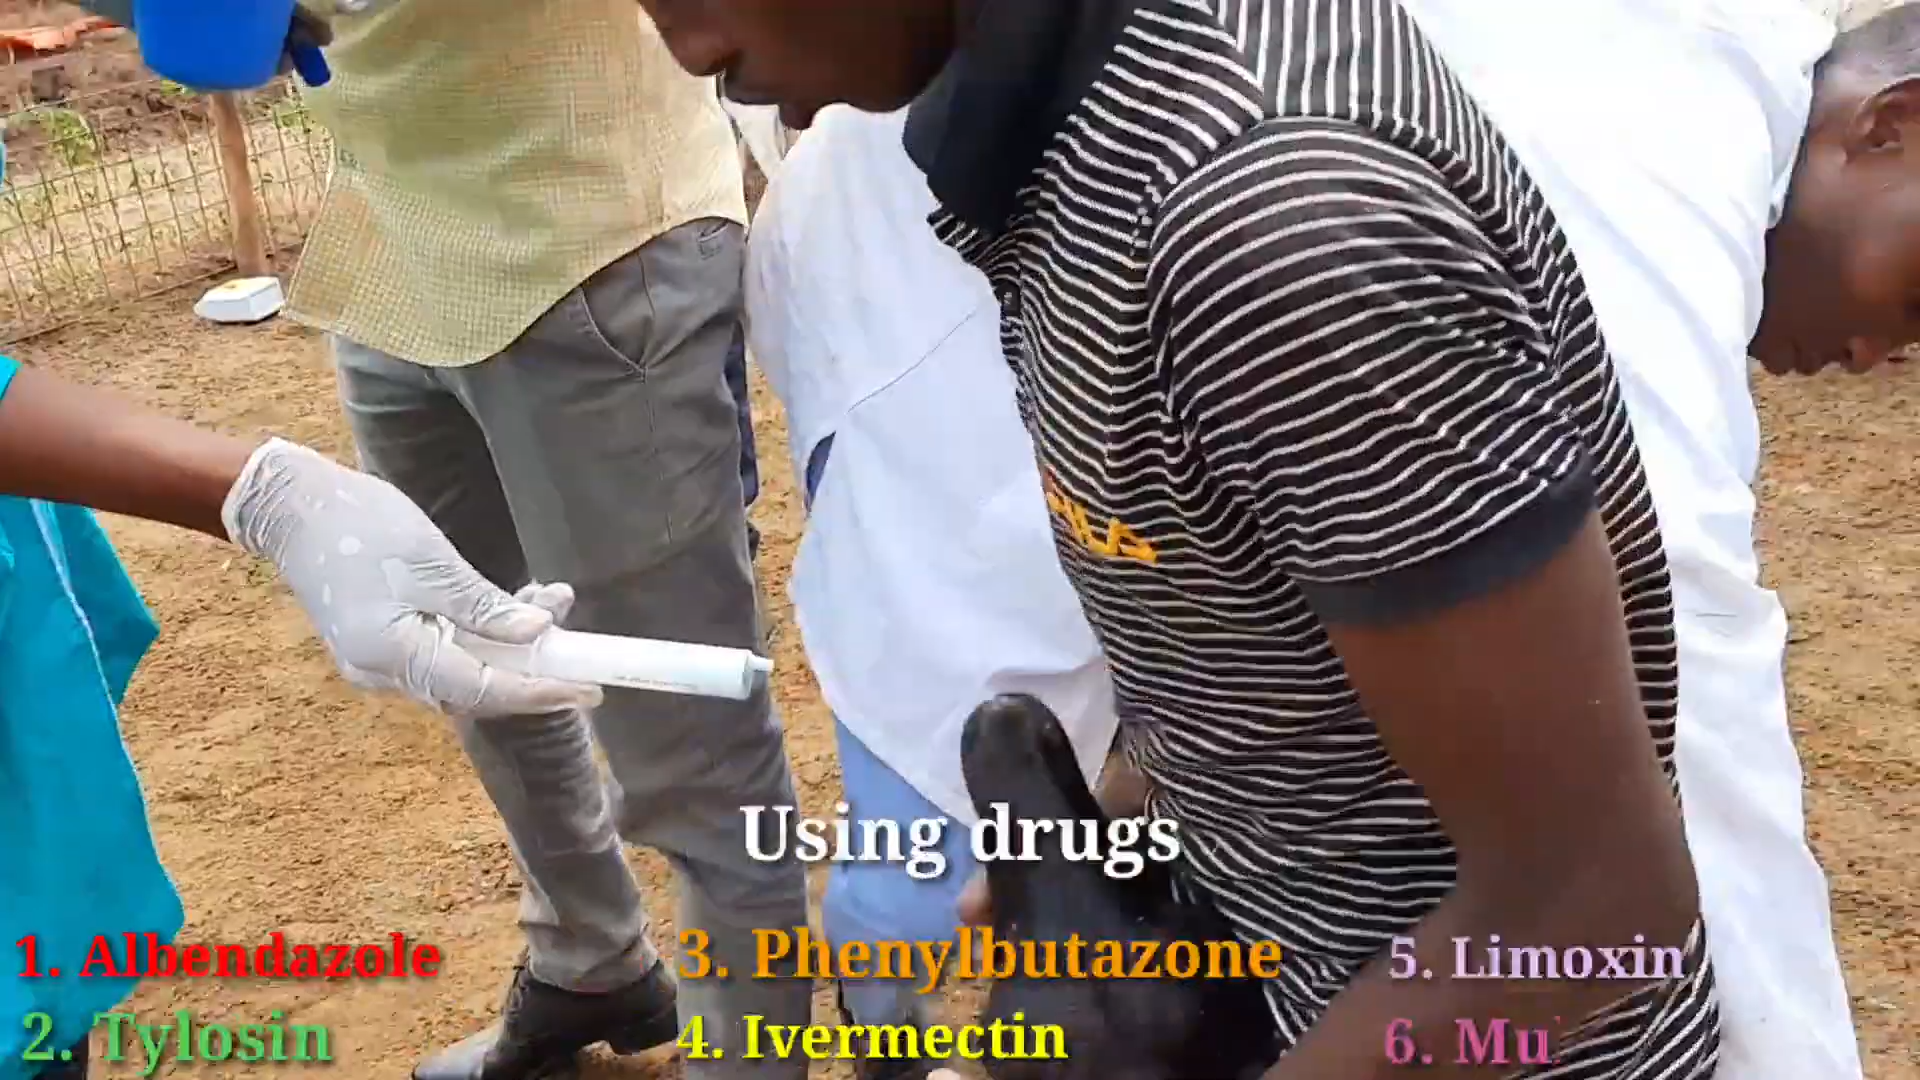 Using drugs
1. Albendazole
2. Tylosin
3. Phenylbutazone
4. Ivermectin
5. Limoxin
6. Mu